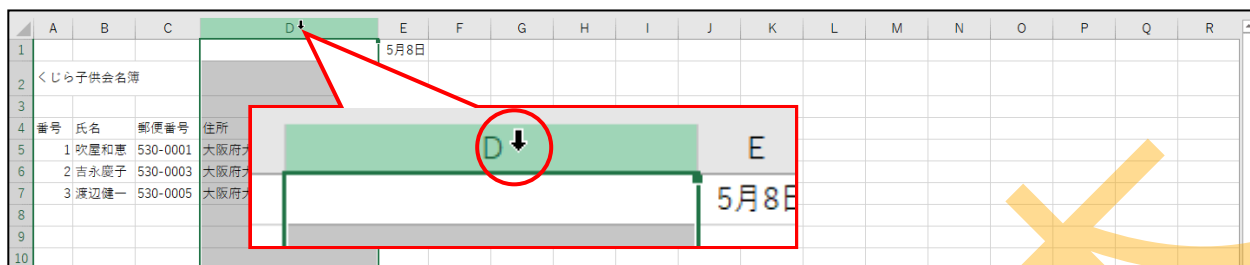 A B C D E F G H I J K L M N O P Q R
1 5月8日
2 くじら子供会名簿
3
4 番号 氏名 郵便番号 住所
5 1 吹屋和恵 530-0001 大阪府
6 2 吉永慶子 530-0003 大阪府
7 3 渡辺健一 530-0005 大阪府
8
9
10
D E
5月8日